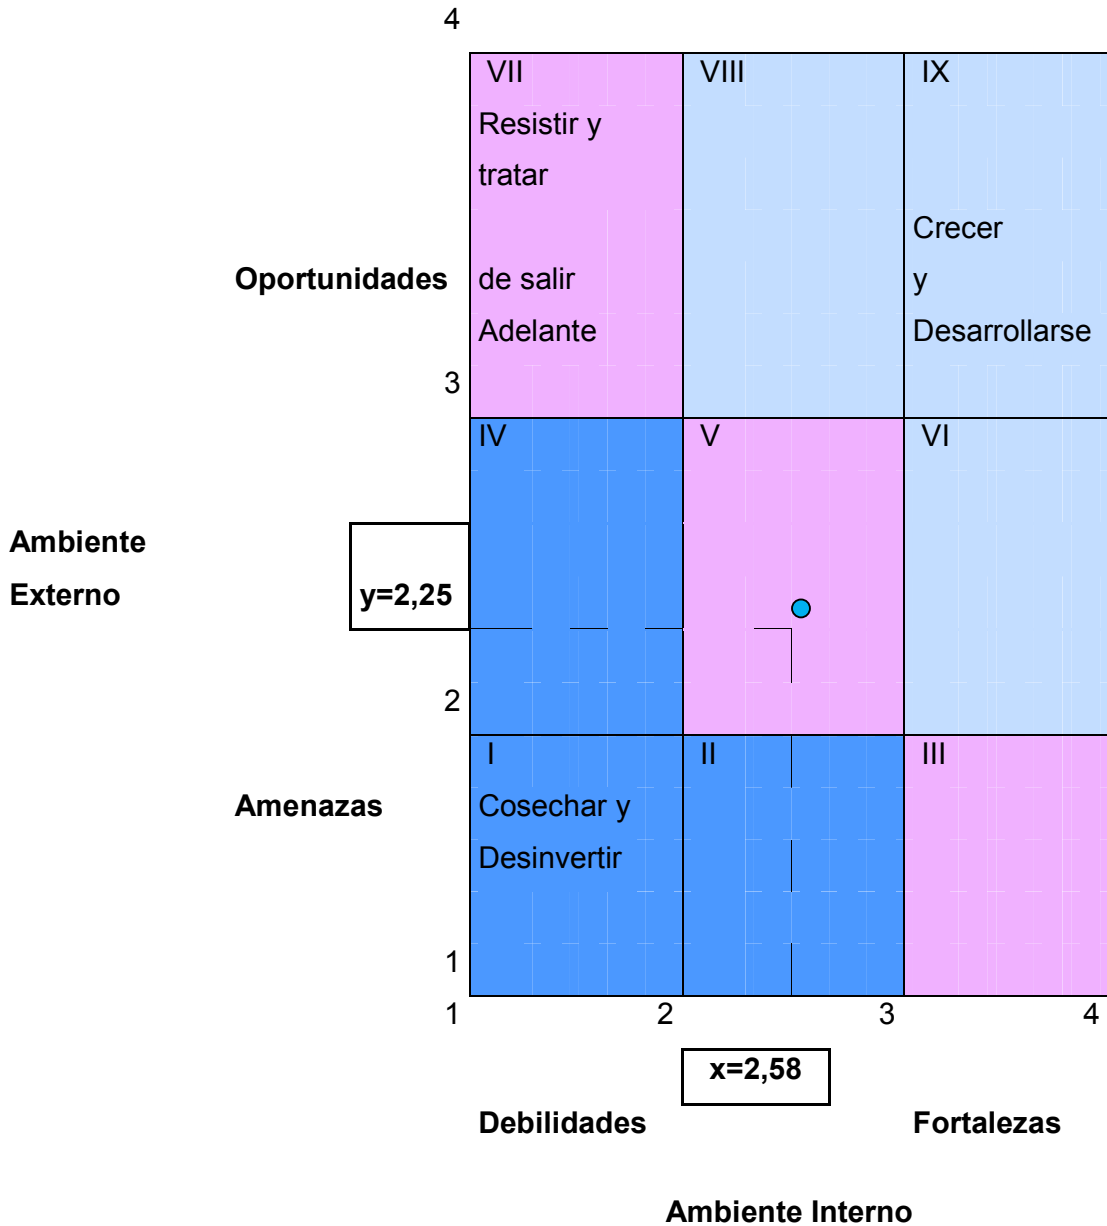 4
VII
VIII
IX
Resistir y
tratar
Crecer
Oportunidades
de salir
y
Adelante
Desarrollarse
3
IV
V
VI
Ambiente
Externo
y=2,25
2
I
II
III
Amenazas
Cosechar y
Desinvertir
1
1
2
3
4
x=2,58
Debilidades
Fortalezas
Ambiente Interno